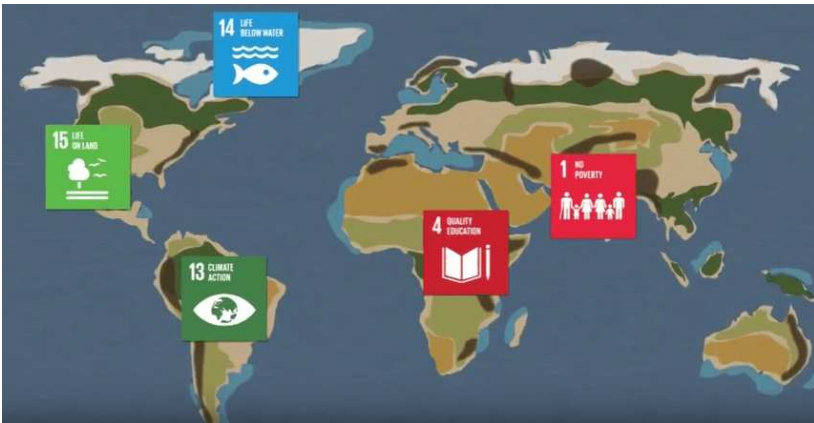 14 LIFE
BELOW WATER
15 LIFE
ON LAND
1 NO
POVERTY
4 QUALITY
EDUCATION
13 CLIMATE
ACTION